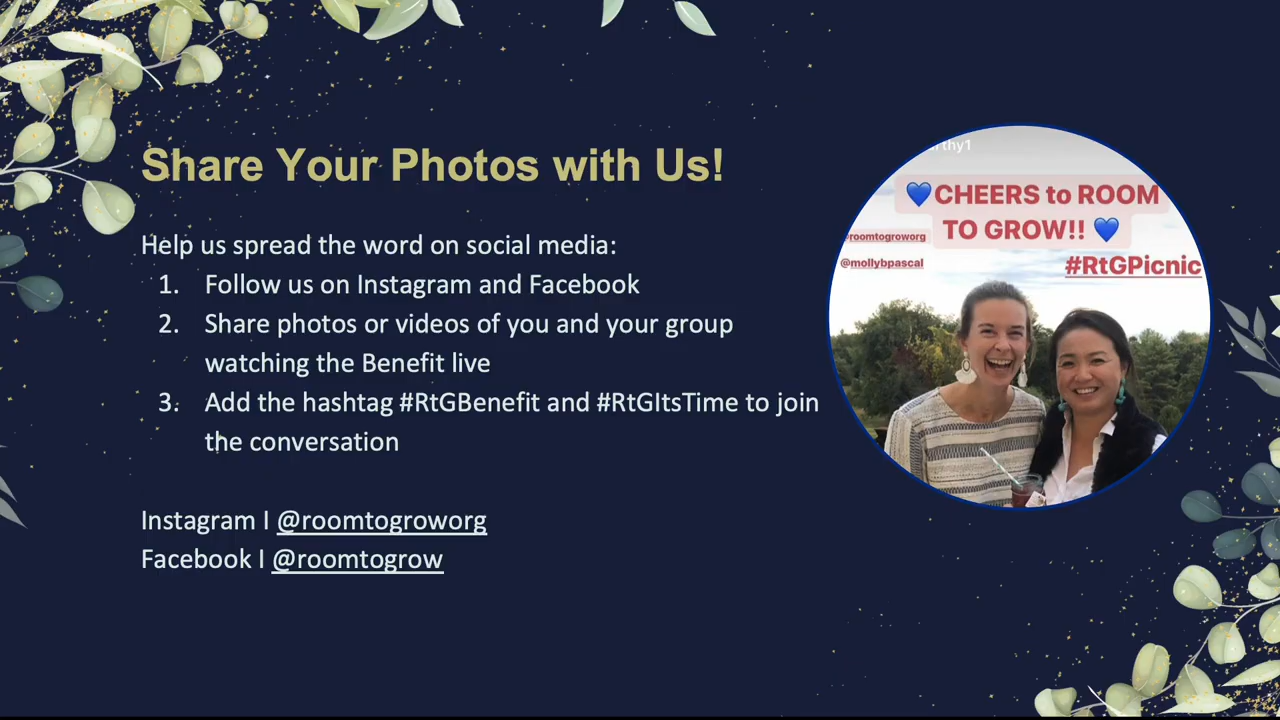 Share Your Photos with Us!
Help us spread the word on social media:
1. Follow us on Instagram and Facebook
2. Share photos or videos of you and your group
watching the Benefit live
3. Add the hashtag #RtGBenefit and #RtGItsTime to join
the conversation
Instagram I @roomtogroworg
Facebook I @roomtogrow
💙CHEERS to ROOM
TO GROW!! 💙
@roomtogroworg
@mollybpascal
#RtGPicnic